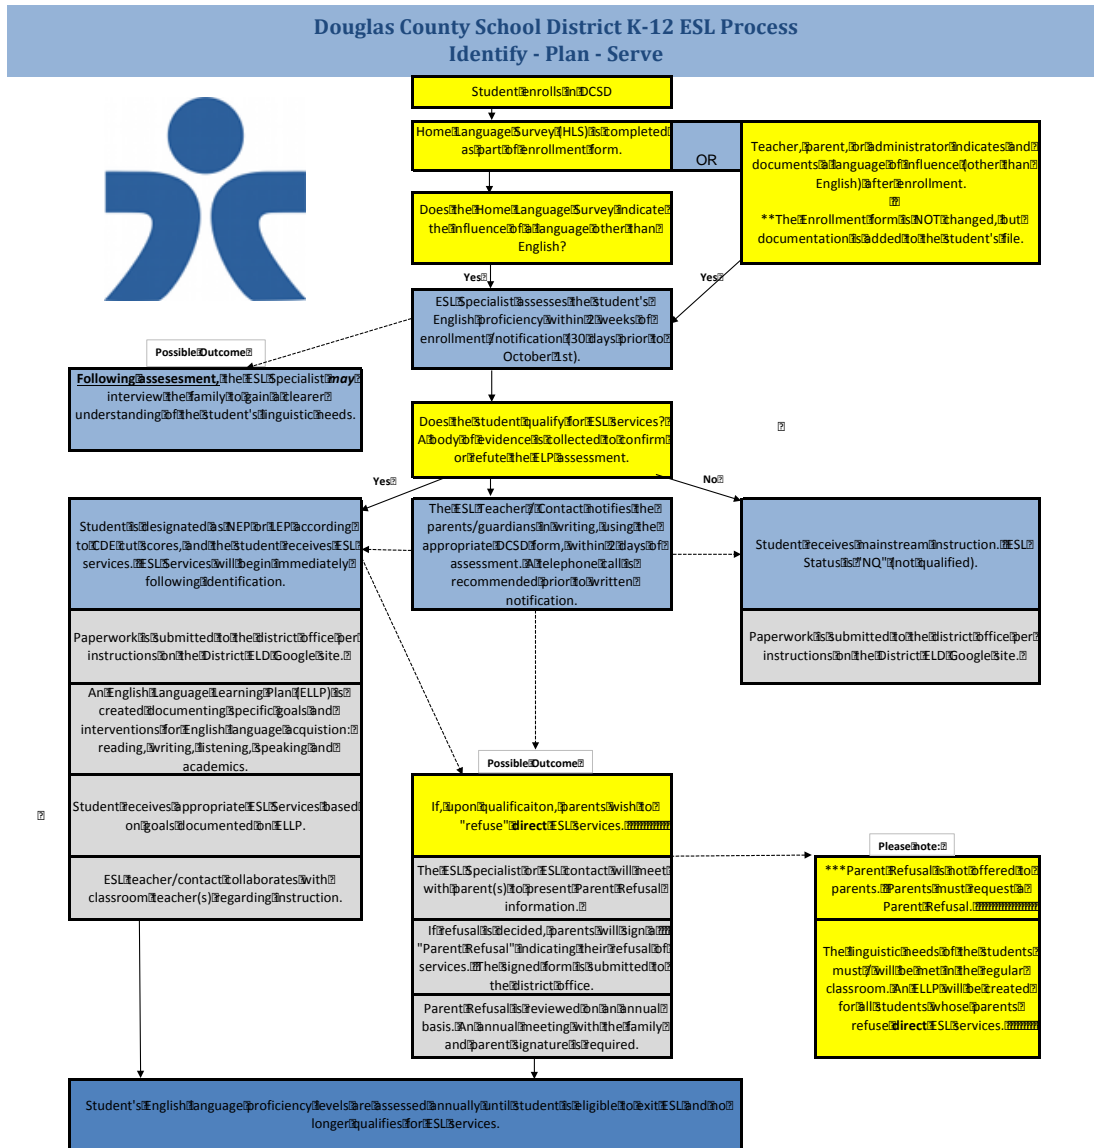 Douglas County School District K-12 ESL Process
Identify - Plan - Serve
Student enrolls in DCSD
Home Language Survey (HLS) is completed
as part of enrollment form.
OR
Teacher, parent, or administrator indicates and
documents a language of influence (other than
English) after enrollment.
**The Enrollment form is NOT changed, but
documentation is added to the student's file.
Does the Home Language Survey indicate
the influence of a language other than
English?
Yes
Yes
ESL Specialist assesses the student's
English proficiency within 2 weeks of
enrollment /notification (30 days prior to
October 1st).
Possible Outcome
Following assesesment, the ESL Specialist may
interview the family to gain a clearer
understanding of the student's linguistic needs.
Does the student qualify for ESL services?
A body of evidence is collected to confirm
or refute the ELP assessment.
Yes
No
Student is designated as NEP or LEP according
to CDE cut scores, and the student receives ESL
services. ESL Services will begin immediately
following identification.
The ESL Teacher / Contact notifies the
parents/guardians in writing, using the
appropriate DCSD form, within 2 days of
assessment. A telephone call is
recommended prior to written
notification.
Student receives mainstream instruction. ESL
Status is "NQ" (not qualified).
Paperwork is submitted to the district office per
instructions on the District ELD Google site.
Paperwork is submitted to the district office per
instructions on the District ELD Google site.
An English Language Learning Plan (ELLP) is
created documenting specific goals and
interventions for English language acquistion:
reading, writing, listening, speaking and
academics.
Student receives appropriate ESL Services based
on goals documented on ELLP.
ESL teacher/contact collaborates with
classroom teacher(s) regarding instruction.
Possible Outcome
If, upon qualificaiton, parents wish to
"refuse" direct ESL services.
The ESL Specialist or ESL contact will meet
with parent(s) to present Parent Refusal
information.
If refusal is decided, parents will sign a
"Parent Refusal" indicating their refusal of
services. The signed form is submitted to
the district office.
Parent Refusal is reviewed on an annual
basis. An annual meeting with the family
and parent signature is required.
Please note:
***Parent Refusal is not offered to
parents. Parents must request a
Parent Refusal.
The linguistic needs of the students
must / will be met in the regular
classroom. An ELLP will be created
for all students whose parents
refuse direct ESL services.
Student's English language proficiency levels are assessed annually until student is eligible to exit ESL and no
longer qualifies for ESL services.